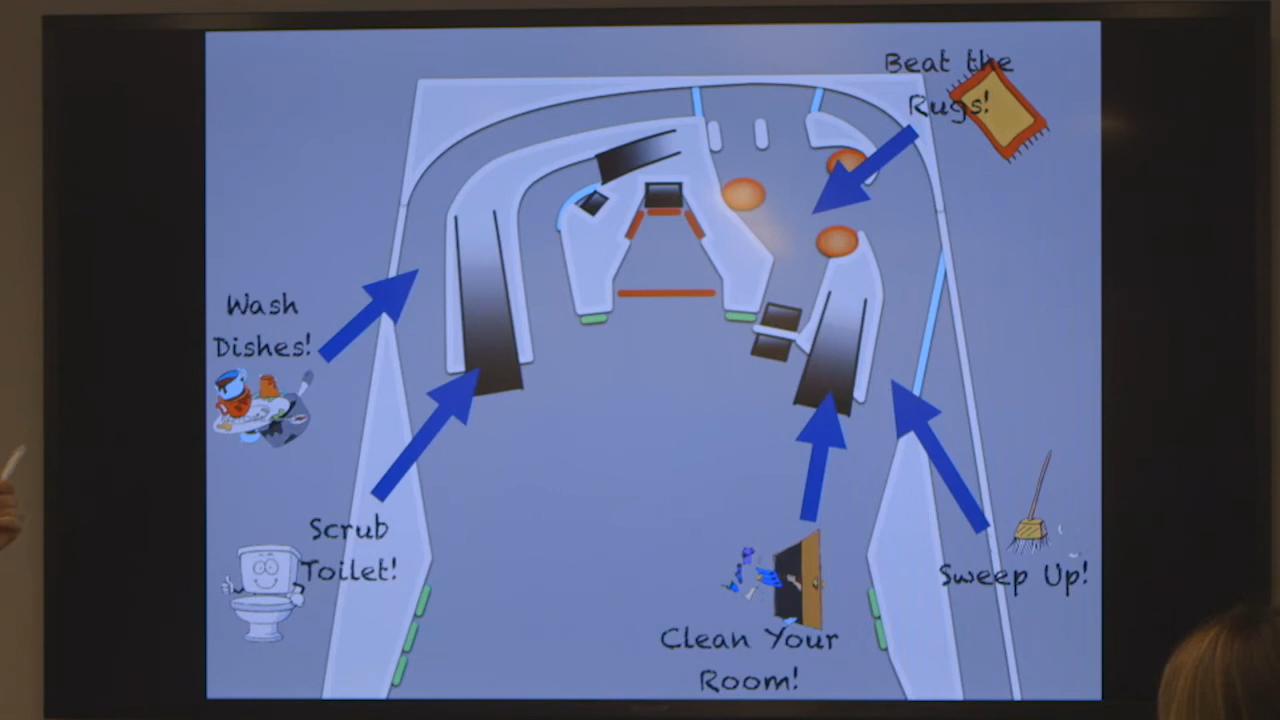 Beat the
Rugs!
Wash
Dishes!
Scrub
Toilet!
Sweep Up!
Clean Your
Room!